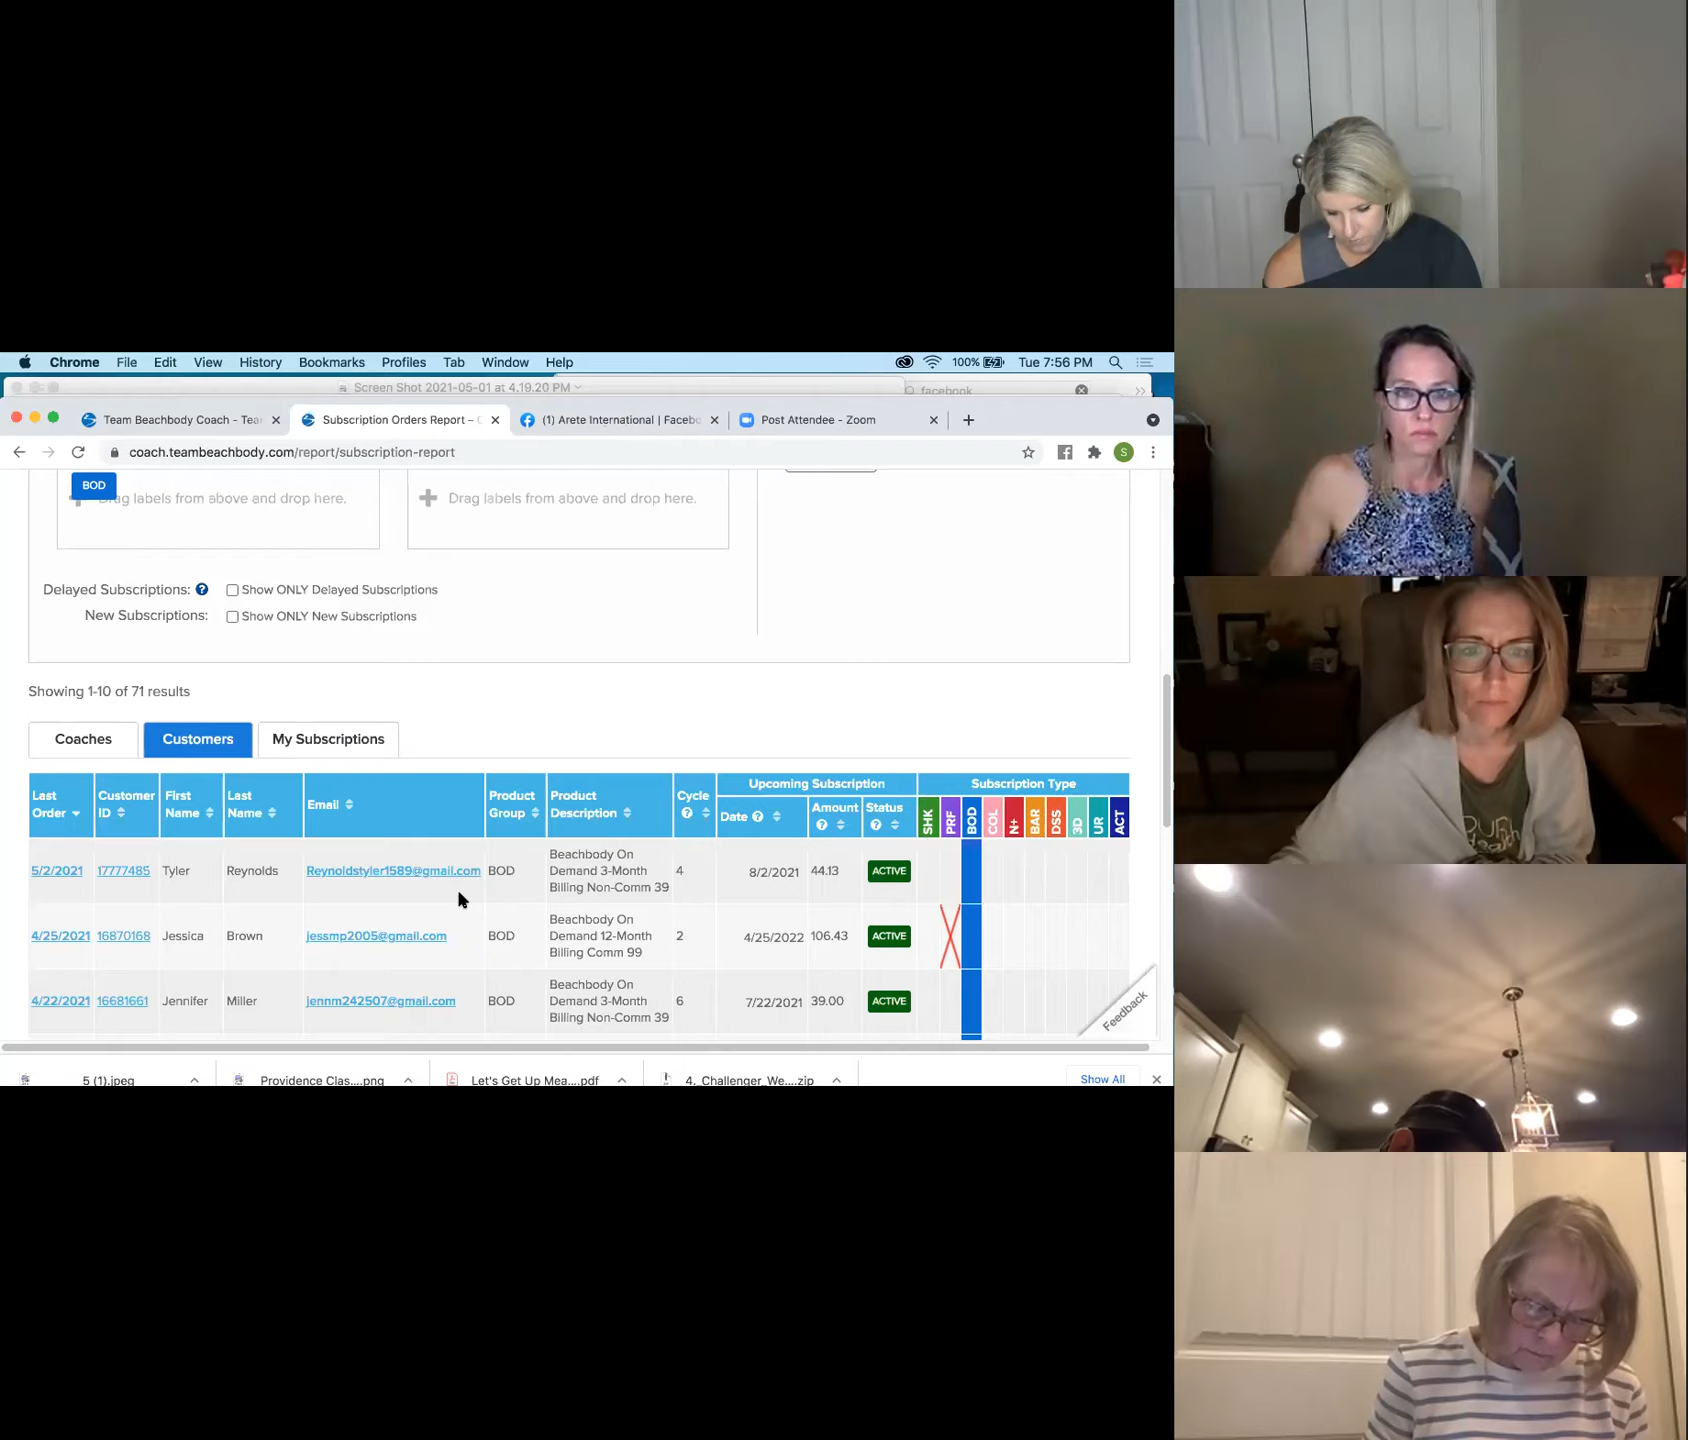 Chrome File Edit View History Bookmarks Profiles Tab Window Help 100% Tue 7:56 PM
Screen Shot 2021-05-01 at 4.19.20 PM facebook
Team Beachbody Coach - Tea Subscription Orders Report – (1) Arete International | Facebo Post Attendee - Zoom
coach.teambeachbody.com/report/subscription-report S
BOD
Drag labels from above and drop here. Drag labels from above and drop here.
Delayed Subscriptions: Show ONLY Delayed Subscriptions
New Subscriptions: Show ONLY New Subscriptions
Showing 1-10 of 71 results
Coaches Customers My Subscriptions
Upcoming Subscription Subscription Type
Last Order Customer ID First Name Last Name Email Product Group Product Description Cycle Date Amount Status SHK PRF BOD COL N+ BAR DSS 3D UR ACT
5/2/2021 17777485 Tyler Reynolds Reynoldstyler1589@gmail.com BOD Beachbody On Demand 3-Month Billing Non-Comm 39 4 8/2/2021 44.13 ACTIVE
4/25/2021 16870168 Jessica Brown jessmp2005@gmail.com BOD Beachbody On Demand 12-Month Billing Comm 99 2 4/25/2022 106.43 ACTIVE
4/22/2021 16681661 Jennifer Miller jennm242507@gmail.com BOD Beachbody On Demand 3-Month Billing Non-Comm 39 6 7/22/2021 39.00 ACTIVE
Feedback
5 (1).jpeg Providence Clas....png Let's Get Up Mea....pdf 4. Challenger_We....zip Show All